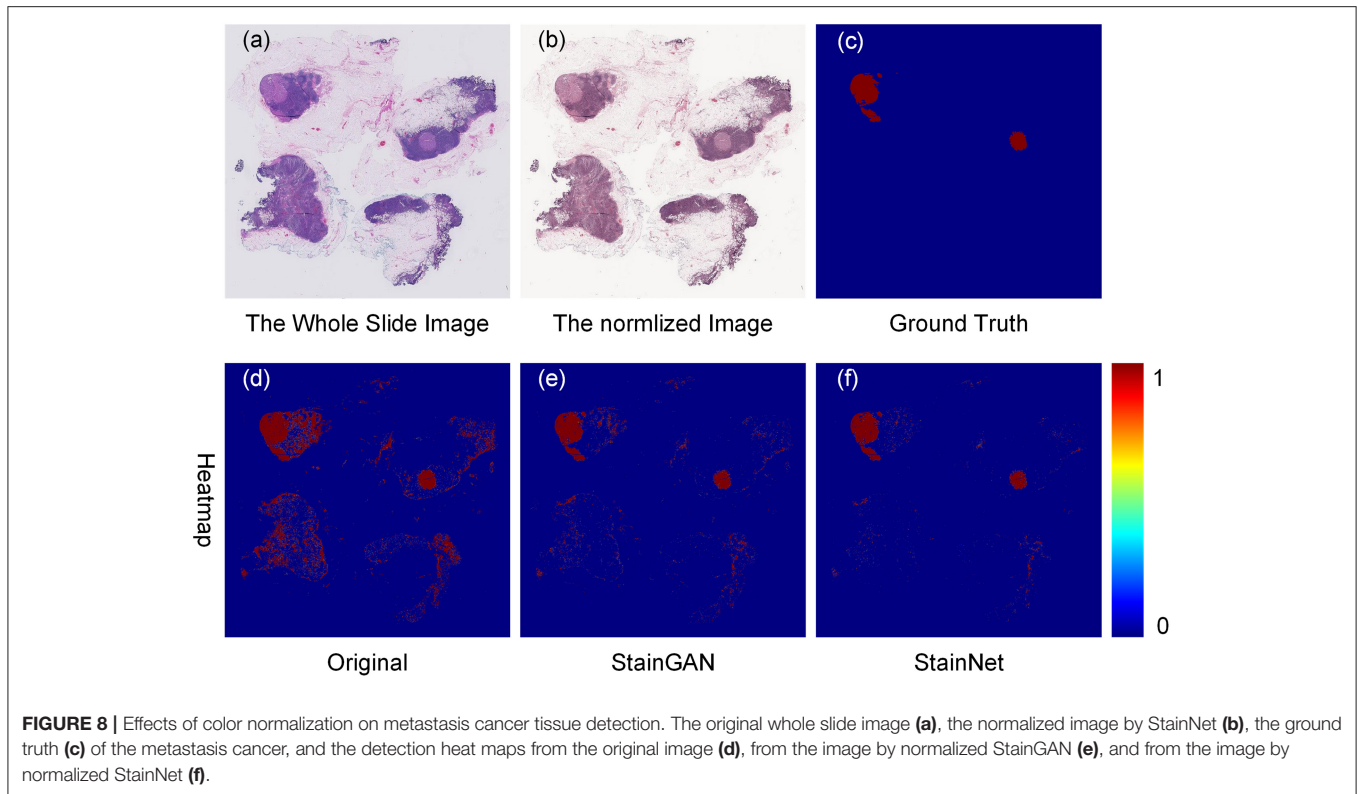 (a)
(b)
(c)
The Whole Slide Image
The normlized Image
Ground Truth
(d)
(e)
(f)
1
0
Heatmap
Original
StainGAN
StainNet
FIGURE 8 | Effects of color normalization on metastasis cancer tissue detection. The original whole slide image (a), the normalized image by StainNet (b), the ground
truth (c) of the metastasis cancer, and the detection heat maps from the original image (d), from the image by normalized StainGAN (e), and from the image by
normalized StainNet (f).